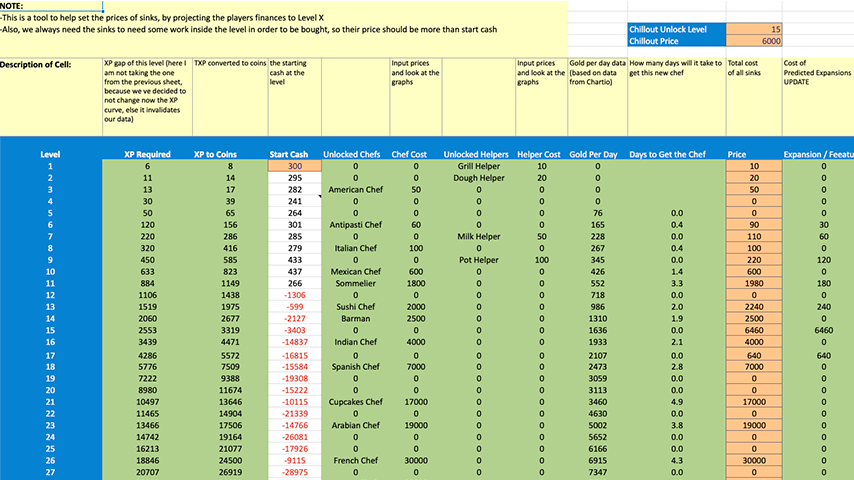 NOTE:
-This is a tool to help set the prices of sinks, by projecting the players finances to Level X
-Also, we always need the sinks to need some work inside the level in order to be bought, so their price should be more than start cash
Chillout Unlock Level 15
Chillout Price 6000
Description of Cell: XP gap of this level (here I am not taking the one from the previous sheet, because we ve decided to not change now the XP curve, else it invalidates our data) TXP converted to coins the starting cash at the level Input prices and look at the graphs Input prices and look at the graphs Gold per day data (based on data from Chartio) How many days will it take to get this new chef Total cost of all sinks Cost of Predicted Expansions UPDATE
Level XP Required XP to Coins Start Cash Unlocked Chefs Chef Cost Unlocked Helpers Helper Cost Gold Per Day Days to Get the Chef Price Expansion / Feeatu
1 6 8 300 0 0 Grill Helper 10 0 10 0
2 11 14 295 0 0 Dough Helper 20 0 20 0
3 13 17 282 American Chef 50 0 0 0 50 0
4 30 39 241 0 0 0 0 0 0 0
5 50 65 264 0 0 0 0 76 0.0 0 0
6 120 156 301 Antipasti Chef 60 0 0 165 0.4 90 30
7 220 286 285 0 0 Milk Helper 50 228 0.0 110 60
8 320 416 279 Italian Chef 100 0 0 267 0.4 100 0
9 450 585 433 0 0 Pot Helper 100 345 0.0 220 120
10 633 823 437 Mexican Chef 600 0 0 426 1.4 600 0
11 884 1149 266 Sommelier 1800 0 0 552 3.3 1980 180
12 1106 1438 -1306 0 0 0 0 718 0.0 0 0
13 1519 1975 -599 Sushi Chef 2000 0 0 986 2.0 2240 240
14 2060 2677 -2127 Barman 2500 0 0 1310 1.9 2500 0
15 2553 3319 -3403 0 0 0 0 1636 0.0 6460 6460
16 3439 4471 -14837 Indian Chef 4000 0 0 1933 2.1 4000 0
17 4286 5572 -16815 0 0 0 0 2107 0.0 640 640
18 5776 7509 -15584 Spanish Chef 7000 0 0 2473 2.8 7000 0
19 7222 9388 -19308 0 0 0 0 3059 0.0 0 0
20 8980 11674 -15222 0 0 0 0 3113 0.0 0 0
21 10497 13646 -10115 Cupcakes Chef 17000 0 0 3460 4.9 17000 0
22 11465 14904 -21339 0 0 0 0 4630 0.0 0 0
23 13466 17506 -14766 Arabian Chef 19000 0 0 5002 3.8 19000 0
24 14742 19164 -26081 0 0 0 0 5652 0.0 0 0
25 16213 21077 -17926 0 0 0 0 6166 0.0 0 0
26 18846 24500 -9115 French Chef 30000 0 0 6915 4.3 30000 0
27 20707 26919 -28975 0 0 0 0 7347 0.0 0 0